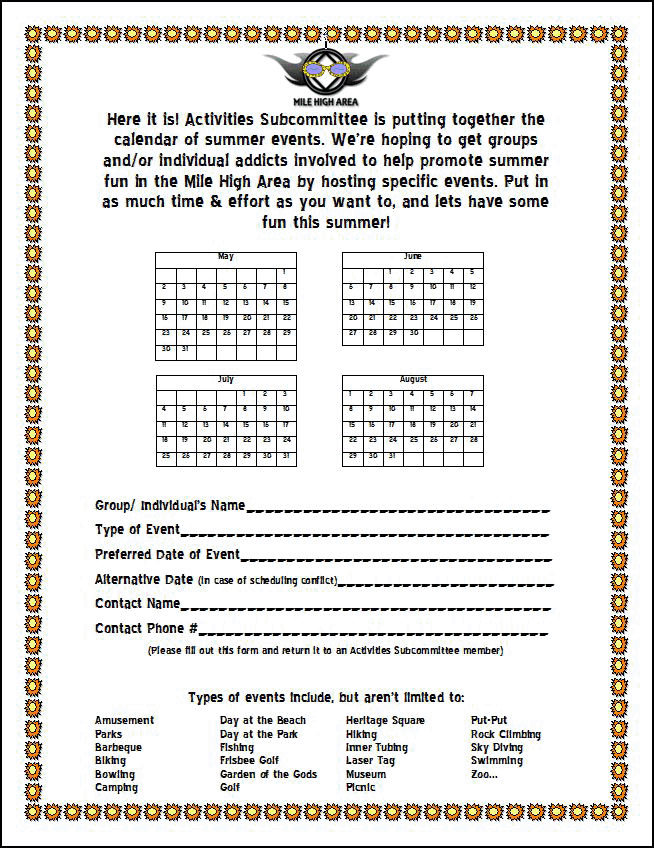 MILE HIGH AREA
Here it is! Activities Subcommittee is putting together the
calendar of summer events. We're hoping to get groups
and/or individual addicts involved to help promote summer
fun in the Mile High Area by hosting specific events. Put in
as much time & effort as you want to, and lets have some
fun this summer!
May
1
2 3 4 5 6 7 8
9 10 11 12 13 14 15
16 17 18 19 20 21 22
23 24 25 26 27 28 29
30 31
June
1 2 3 4 5
6 7 8 9 10 11 12
13 14 15 16 17 18 19
20 21 22 23 24 25 26
27 28 29 30
July
1 2 3
4 5 6 7 8 9 10
11 12 13 14 15 16 17
18 19 20 21 22 23 24
25 26 27 28 29 30 31
August
1 2 3 4 5 6 7
8 9 10 11 12 13 14
15 16 17 18 19 20 21
22 23 24 25 26 27 28
29 30 31
Group/ Individual's Name
Type of Event
Preferred Date of Event
Alternative Date (in case of scheduling conflict)
Contact Name
Contact Phone #
(Please fill out this form and return it to an Activities Subcommittee member)
Types of events include, but aren't limited to:
Amusement
Parks
Barbeque
Biking
Bowling
Camping
Day at the Beach
Day at the Park
Fishing
Frisbee Golf
Garden of the Gods
Golf
Heritage Square
Hiking
Inner Tubing
Laser Tag
Museum
Picnic
Put-Put
Rock Climbing
Sky Diving
Swimming
Zoo...